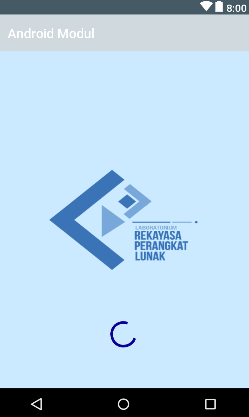 8:00
Android Modul
LABORATORIUM
REKAYASA
PERANGKAT
LUNAK